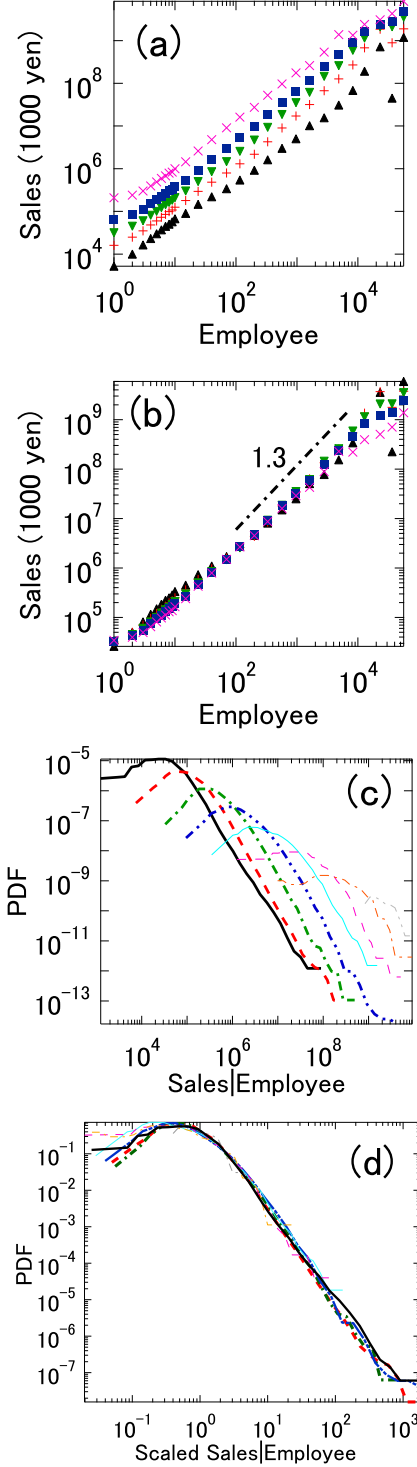 (a)
Sales (1000 yen)
10^8
10^6
10^4
10^0 10^2 10^4
Employee
(b)
1.3
Sales (1000 yen)
10^9
10^8
10^7
10^6
10^5
10^0 10^2 10^4
Employee
(c)
PDF
10^-5
10^-7
10^-9
10^-11
10^-13
10^4 10^6 10^8
Sales|Employee
(d)
PDF
10^-1
10^-2
10^-3
10^-4
10^-5
10^-6
10^-7
10^-1 10^0 10^1 10^2 10^3
Scaled Sales|Employee